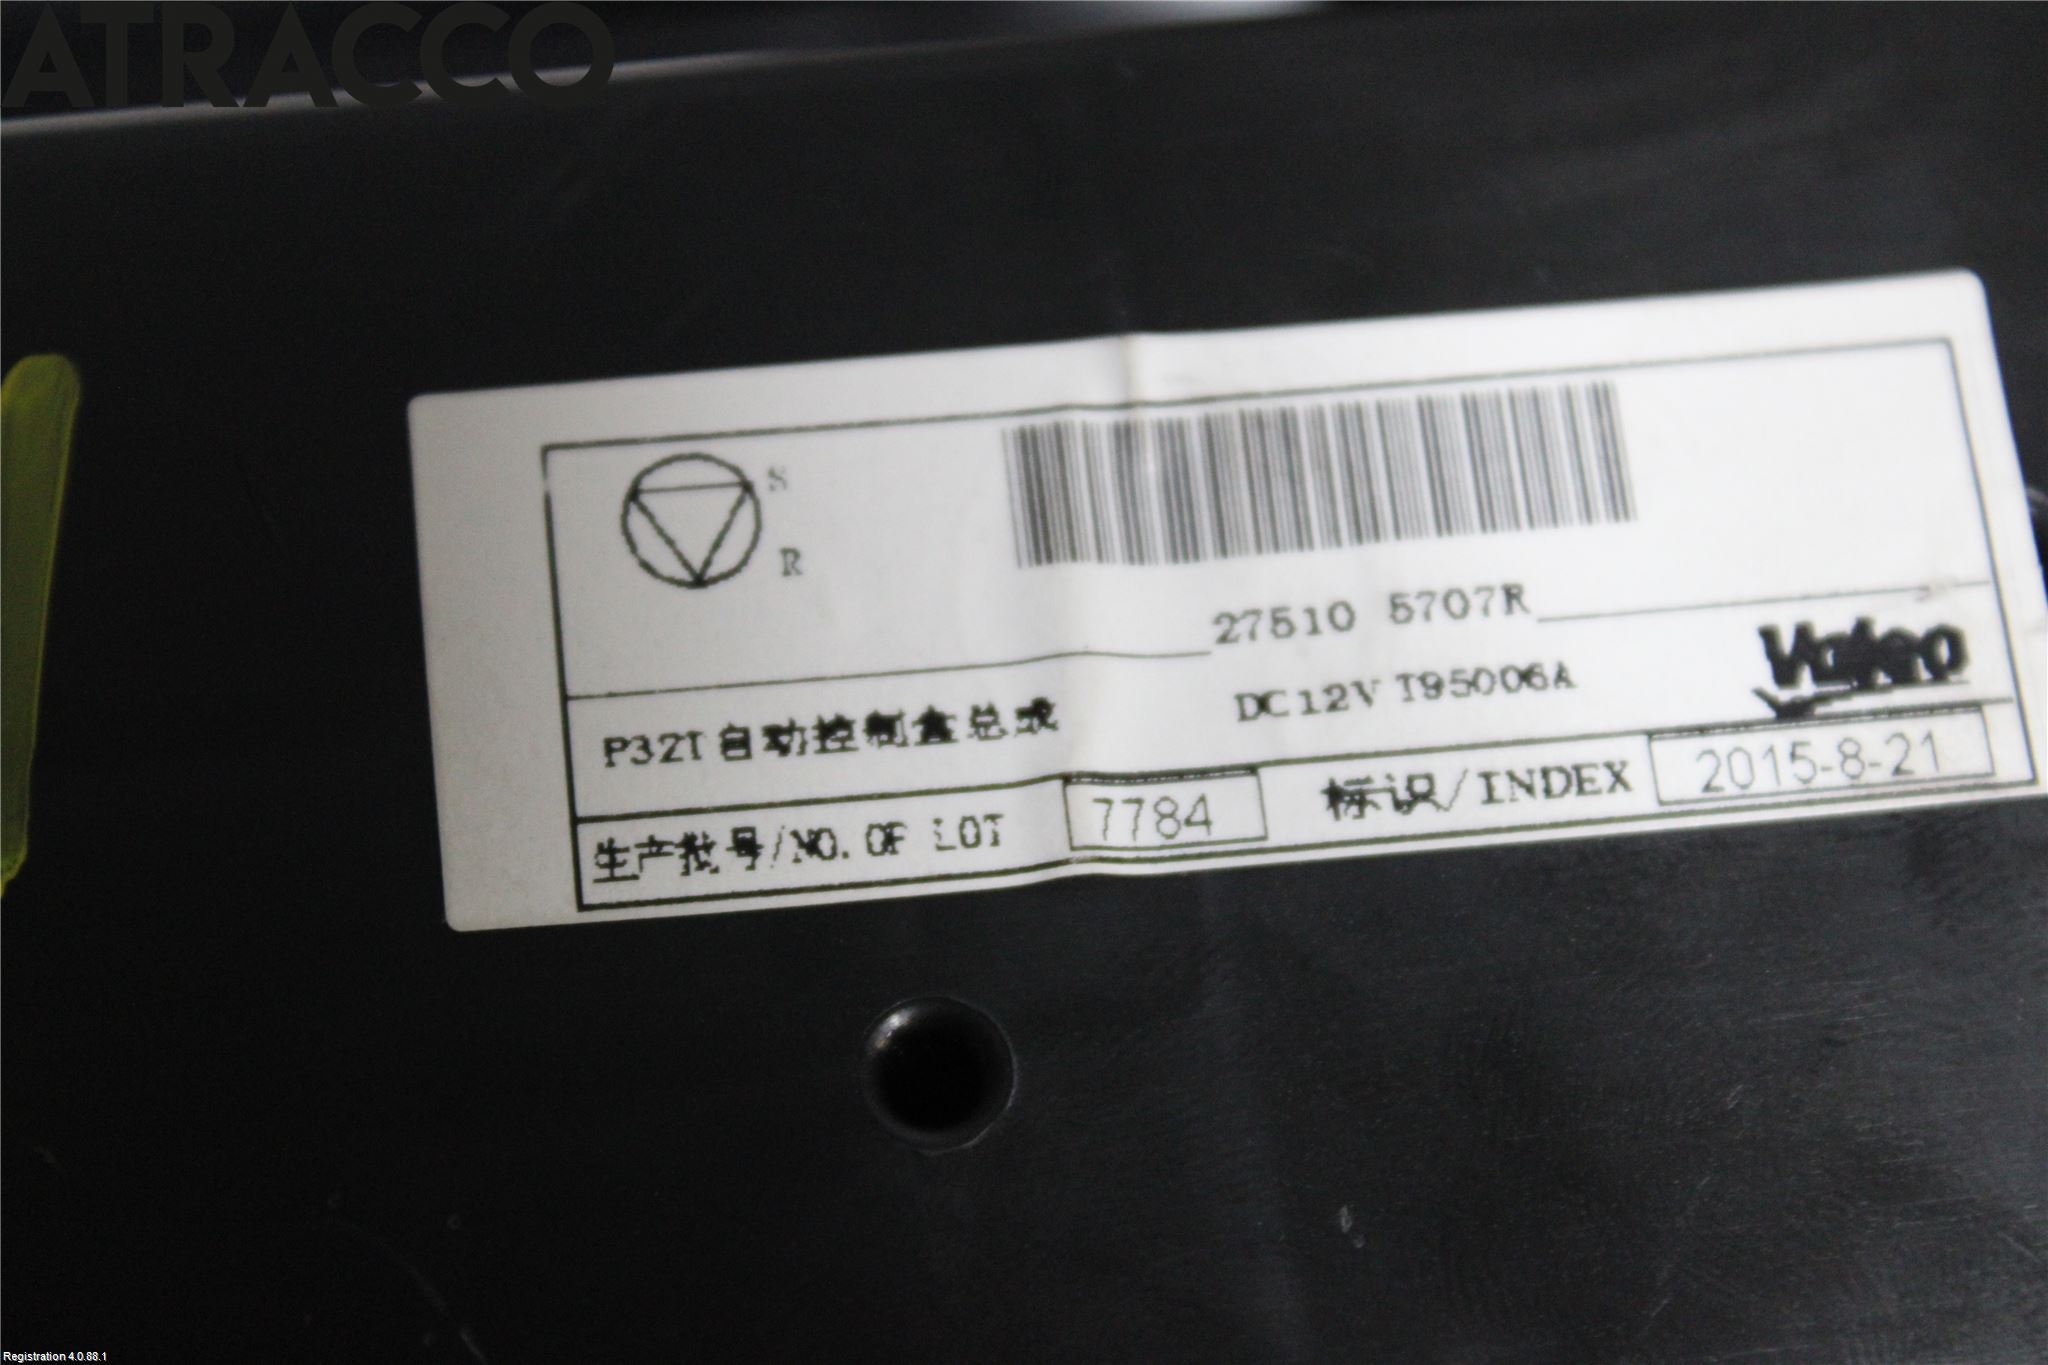 ATRACCO
S
R
27510 5707R
P32T自动控制盒总成 DC12V T95006A Valeo
生产批号/NO. OF LOT 7784 标识/INDEX 2015-8-21
Registration 4.0.88.1